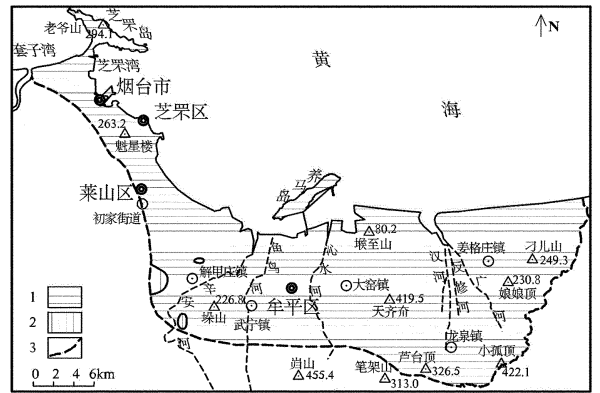 芝罘岛
老爷山
294.1
N
套子湾
芝罘湾
黄海
烟台市
芝罘区
263.2
魁星楼
莱山区
初家街道
养马岛
80.2
堠至山
鱼鸟河
沁水河
汉河
姜格庄镇
刁儿山
249.3
解甲庄镇
辛安河
226.8
垛山
武宁镇
牟平区
大窑镇
419.5
天齐夼
广河
230.8
娘娘顶
龙泉镇
455.4
笔架山
313.0
芦台顶
326.5
小孤顶
422.1
1
2
3
0 2 4 6km